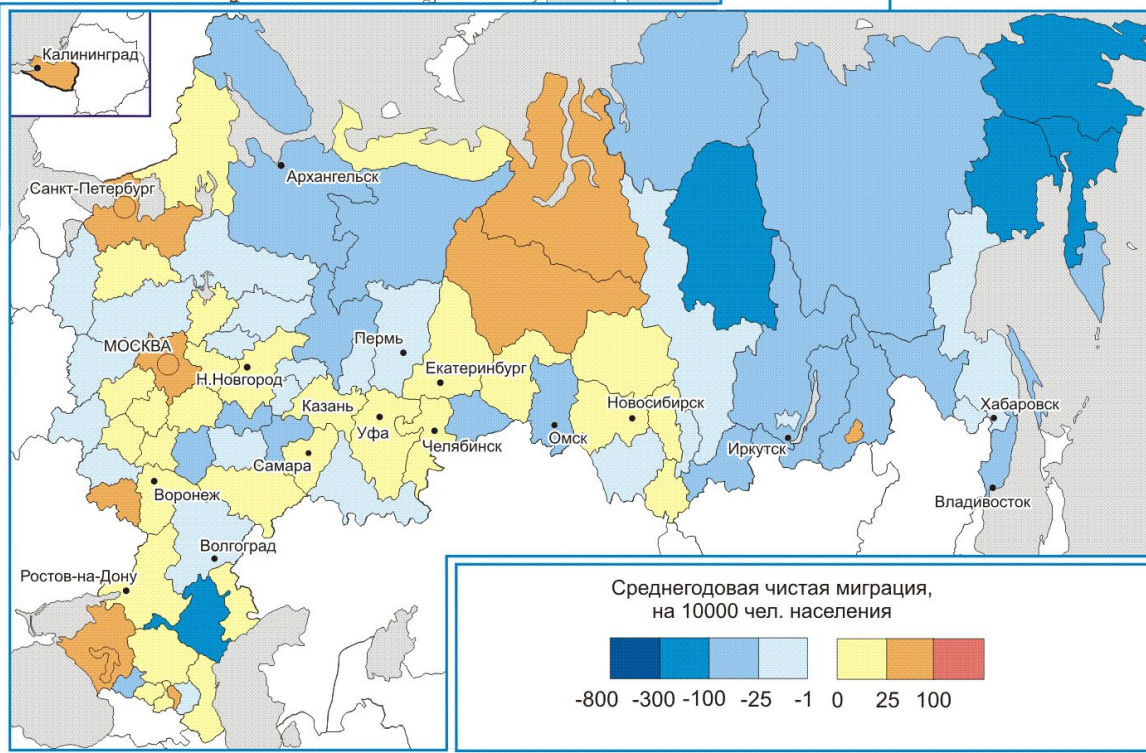 Калининград
Санкт-Петербург
Архангельск
МОСКВА
Пермь
Н.Новгород
Екатеринбург
Казань
Новосибирск
Хабаровск
Уфа
Челябинск
Омск
Иркутск
Самара
Воронеж
Владивосток
Волгоград
Ростов-на-Дону
Среднегодовая чистая миграция,
на 10000 чел. населения
-800 -300 -100 -25 -1 0 25 100